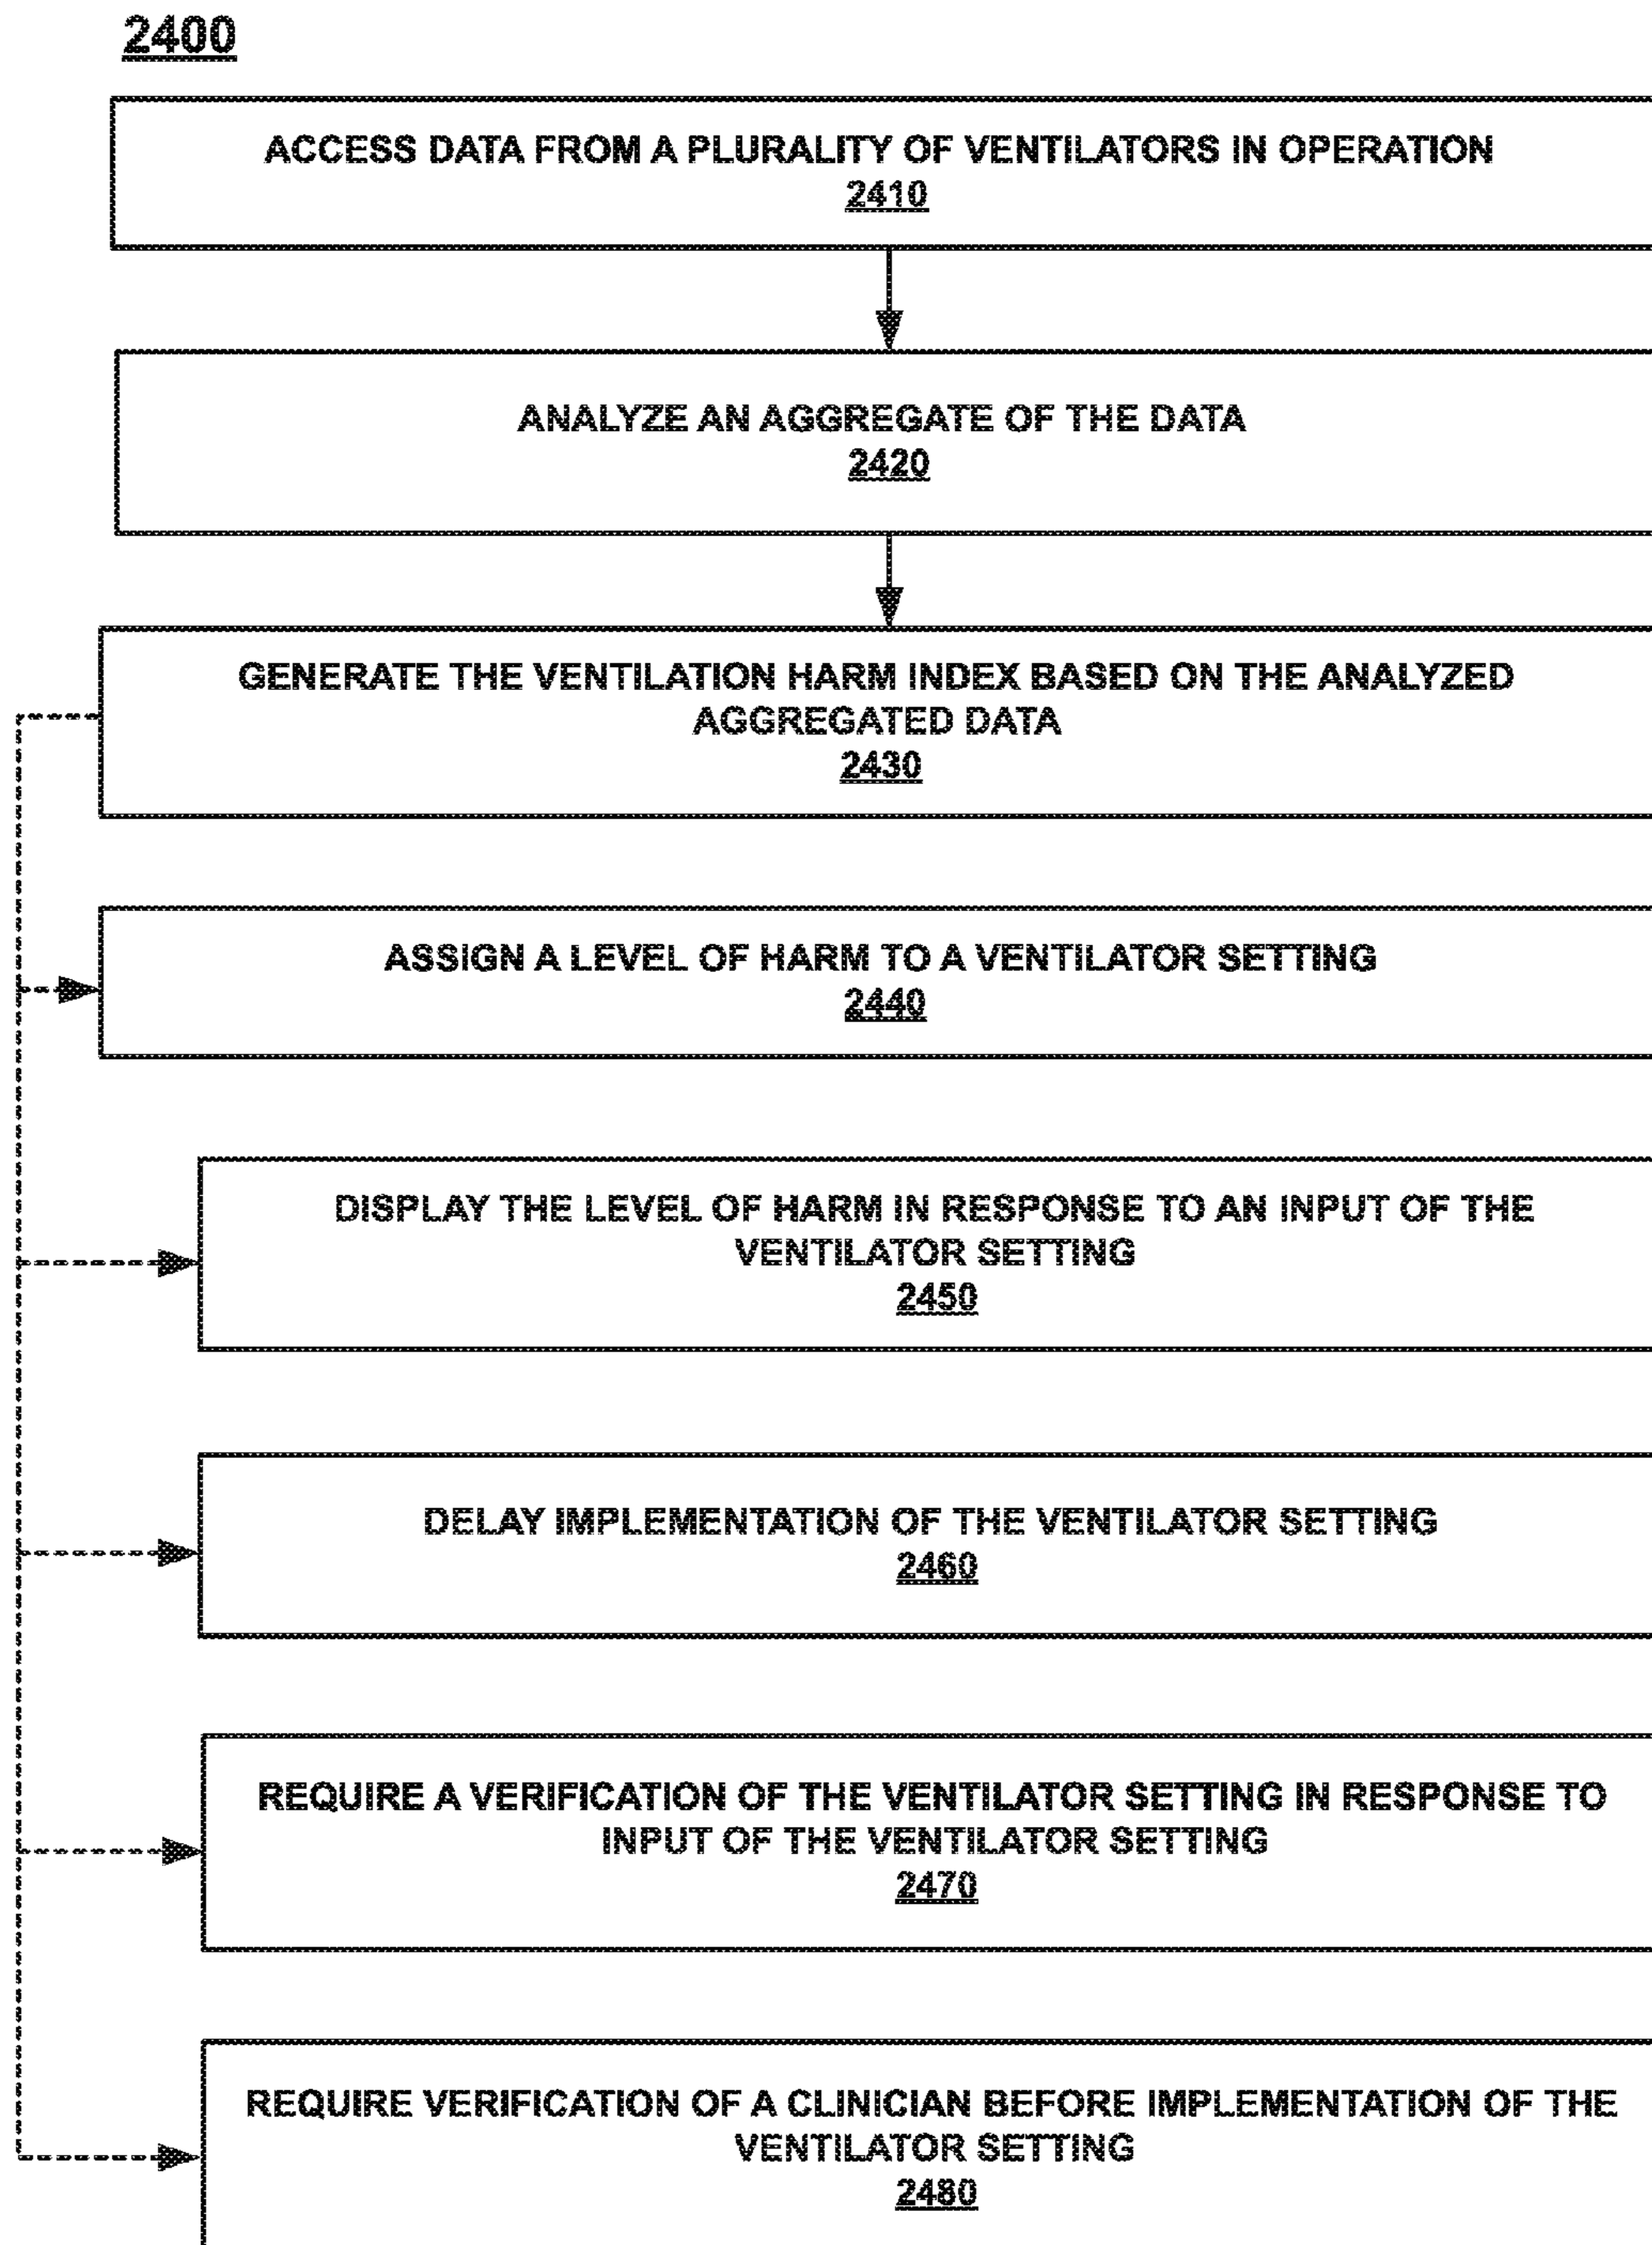 2400
ACCESS DATA FROM A PLURALITY OF VENTILATORS IN OPERATION
2410
ANALYZE AN AGGREGATE OF THE DATA
2420
GENERATE THE VENTILATION HARM INDEX BASED ON THE ANALYZED
AGGREGATED DATA
2430
ASSIGN A LEVEL OF HARM TO A VENTILATOR SETTING
2440
DISPLAY THE LEVEL OF HARM IN RESPONSE TO AN INPUT OF THE
VENTILATOR SETTING
2450
DELAY IMPLEMENTATION OF THE VENTILATOR SETTING
2460
REQUIRE A VERIFICATION OF THE VENTILATOR SETTING IN RESPONSE TO
INPUT OF THE VENTILATOR SETTING
2470
REQUIRE VERIFICATION OF A CLINICIAN BEFORE IMPLEMENTATION OF THE
VENTILATOR SETTING
2480